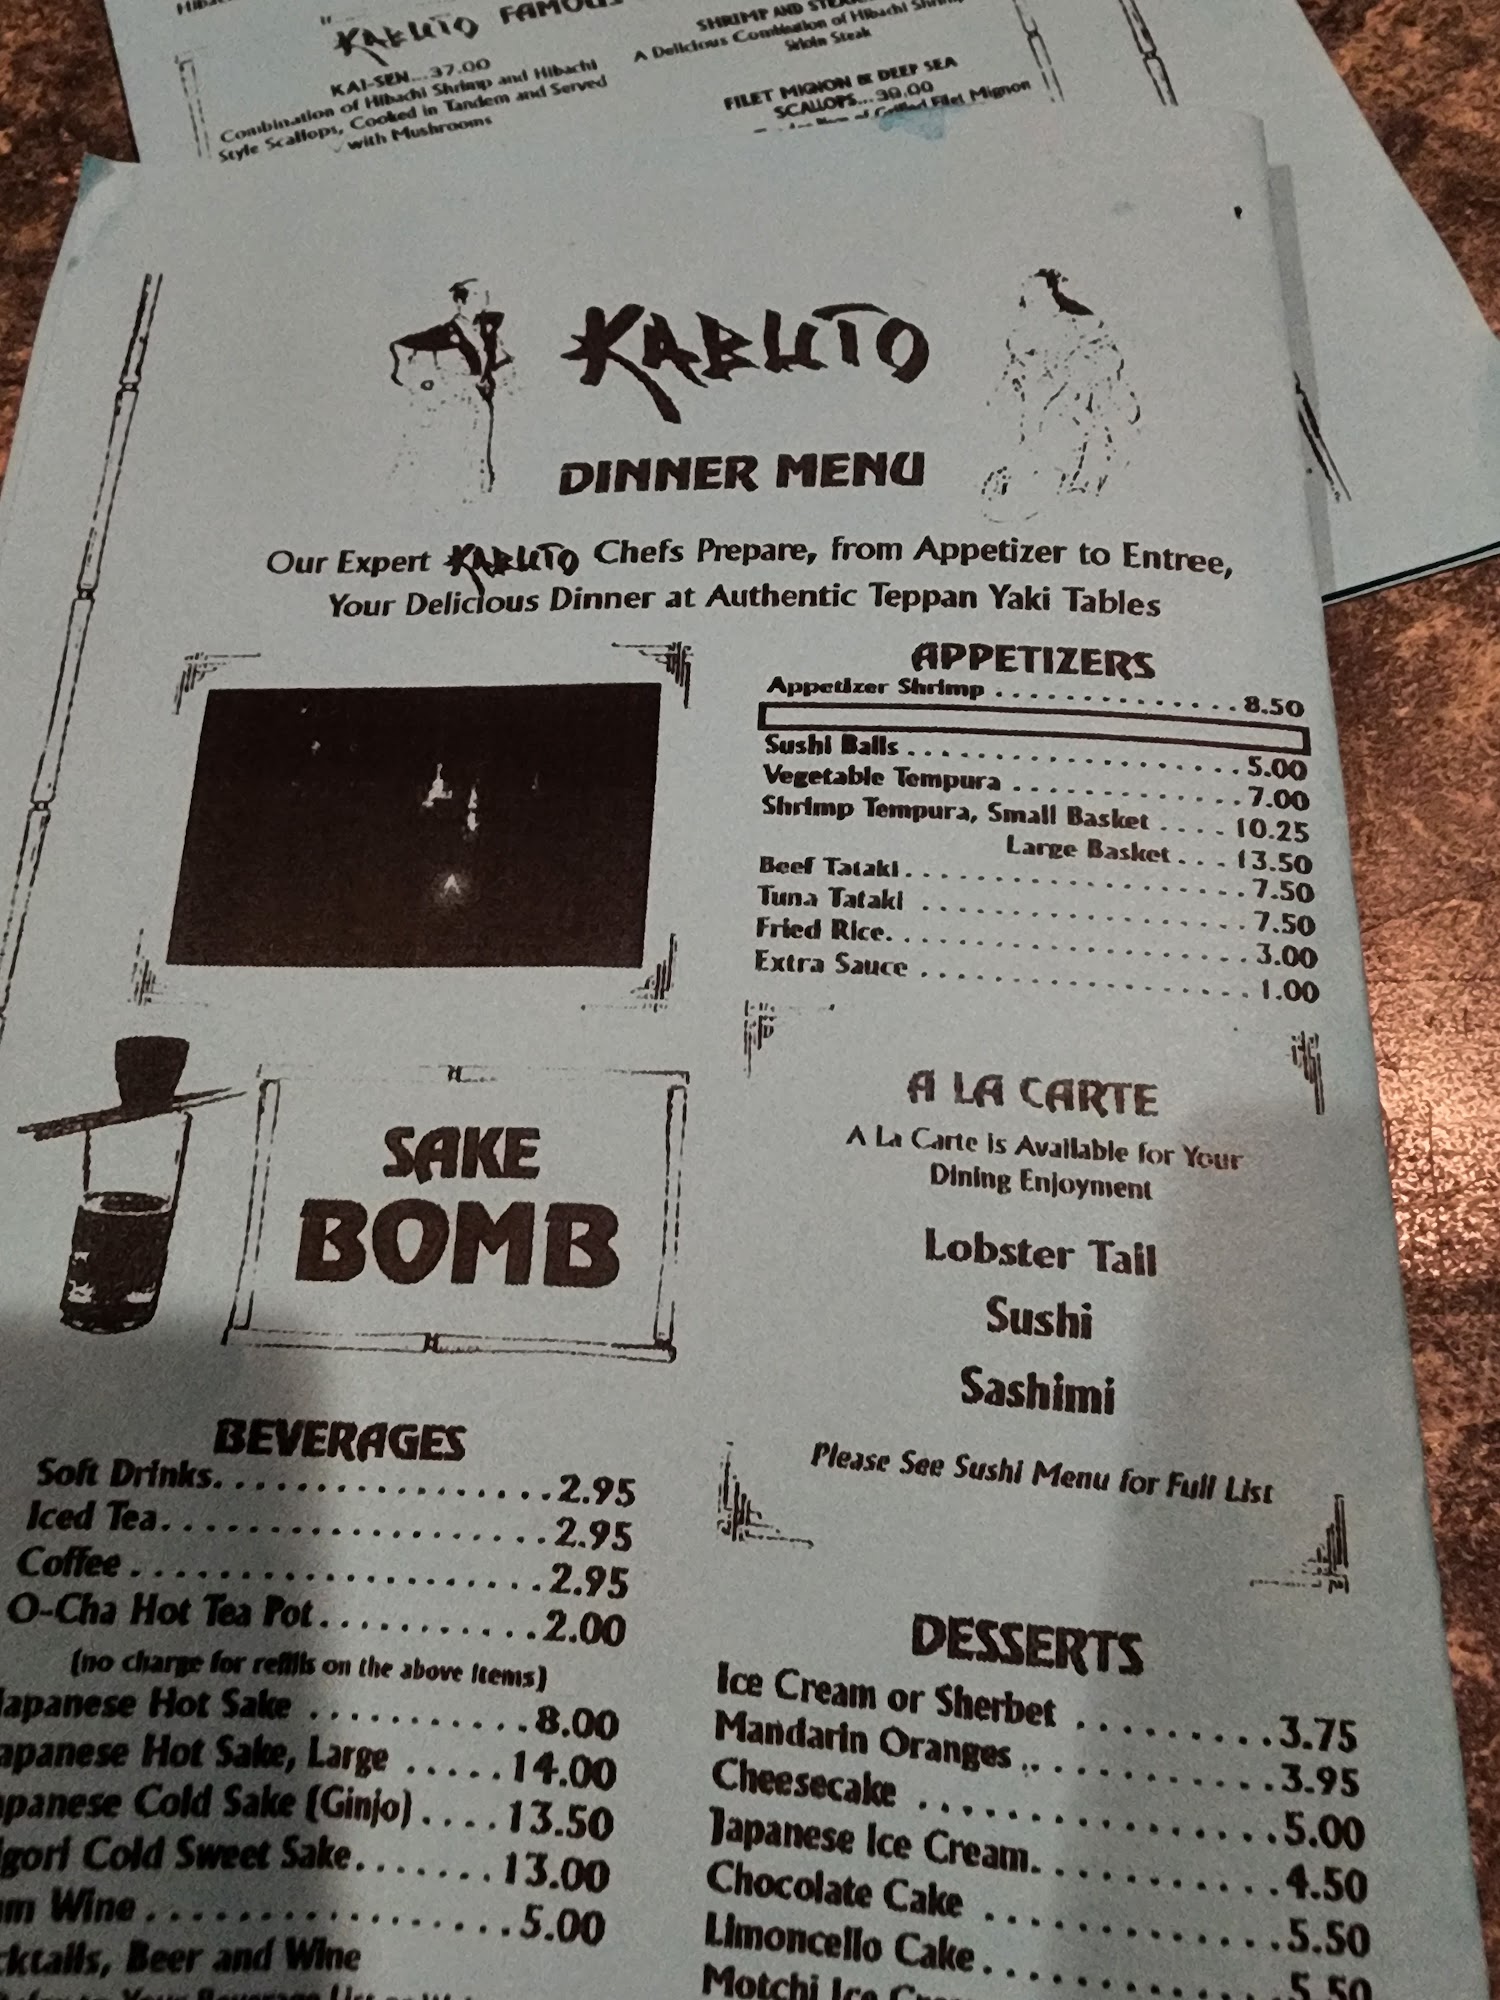 KABUTO FAMOUS
KAI-SEN...37.00
Combination of Hibachi Shrimp and Hibachi
Style Scallops, Cooked in Tandem and Served
with Mushrooms
SHRIMP AND
A Delicious Combination of Hibachi
Sirloin Steak
FILET MIGNON & DEEP SEA
SCALLOPS...39.00
of Grilled Filet Mignon
KABUTO
DINNER MENU
Our Expert KABUTO Chefs Prepare, from Appetizer to Entree,
Your Delicious Dinner at Authentic Teppan Yaki Tables
APPETIZERS
Appetizer Shrimp . . . . . . . . . . . . . . 8.50
Sushi Balls . . . . . . . . . . . . . . . . . . . 5.00
Vegetable Tempura . . . . . . . . . . . . . 7.00
Shrimp Tempura, Small Basket . . . . 10.25
Large Basket . . . 13.50
Beef Tataki . . . . . . . . . . . . . . . . . . . 7.50
Tuna Tataki . . . . . . . . . . . . . . . . . . 7.50
Fried Rice. . . . . . . . . . . . . . . . . . . . 3.00
Extra Sauce . . . . . . . . . . . . . . . . . . 1.00
SAKE
BOMB
A LA CARTE
A La Carte is Available for Your
Dining Enjoyment
Lobster Tail
Sushi
Sashimi
Please See Sushi Menu for Full List
BEVERAGES
Soft Drinks. . . . . . . . . . . . . . . . . . 2.95
Iced Tea. . . . . . . . . . . . . . . . . . . . 2.95
Coffee . . . . . . . . . . . . . . . . . . . . . 2.95
O-Cha Hot Tea Pot. . . . . . . . . . . . 2.00
(no charge for refills on the above items)
Japanese Hot Sake . . . . . . . . . . . . 8.00
Japanese Hot Sake, Large . . . . . 14.00
Japanese Cold Sake (Ginjo) . . . . 13.50
Cold Sweet Sake. . . . . . . 13.00
Wine . . . . . . . . . . . . . . . . . 5.00
Beer and Wine
DESSERTS
Ice Cream or Sherbet . . . . . . . . . 3.75
Mandarin Oranges . . . . . . . . . . . . 3.95
Cheesecake . . . . . . . . . . . . . . . . . 5.00
Japanese Ice Cream. . . . . . . . . . . 4.50
Chocolate Cake . . . . . . . . . . . . . . 5.50
Limoncello Cake. . . . . . . . . . . . . . 5.50
Motchi Ice